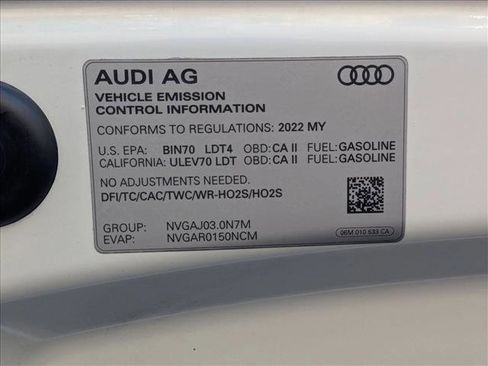 AUDI AG
VEHICLE EMISSION
CONTROL INFORMATION
CONFORMS TO REGULATIONS: 2022 MY
U.S. EPA: BIN70 LDT4 OBD: CA II FUEL: GASOLINE
CALIFORNIA: ULEV70 LDT OBD: CA II FUEL: GASOLINE
NO ADJUSTMENTS NEEDED.
DFI/TC/CAC/TWC/WR-HO2S/HO2S
GROUP: NVGAJ03.0N7M
EVAP: NVGAR0150NCM
06M 010 533 CA